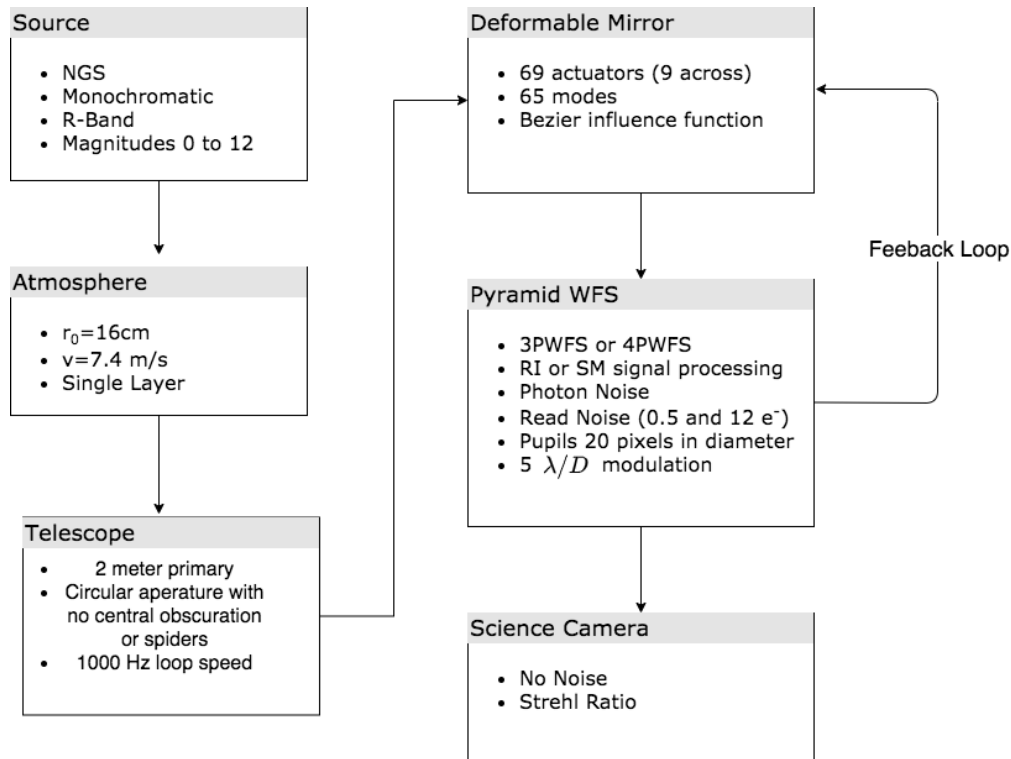 Source
• NGS
• Monochromatic
• R-Band
• Magnitudes 0 to 12
Atmosphere
• r₀=16cm
• v=7.4 m/s
• Single Layer
Telescope
• 2 meter primary
• Circular aperature with
no central obscuration
or spiders
• 1000 Hz loop speed
Deformable Mirror
• 69 actuators (9 across)
• 65 modes
• Bezier influence function
Feeback Loop
Pyramid WFS
• 3PWFS or 4PWFS
• RI or SM signal processing
• Photon Noise
• Read Noise (0.5 and 12 e⁻)
• Pupils 20 pixels in diameter
• 5 λ/D modulation
Science Camera
• No Noise
• Strehl Ratio